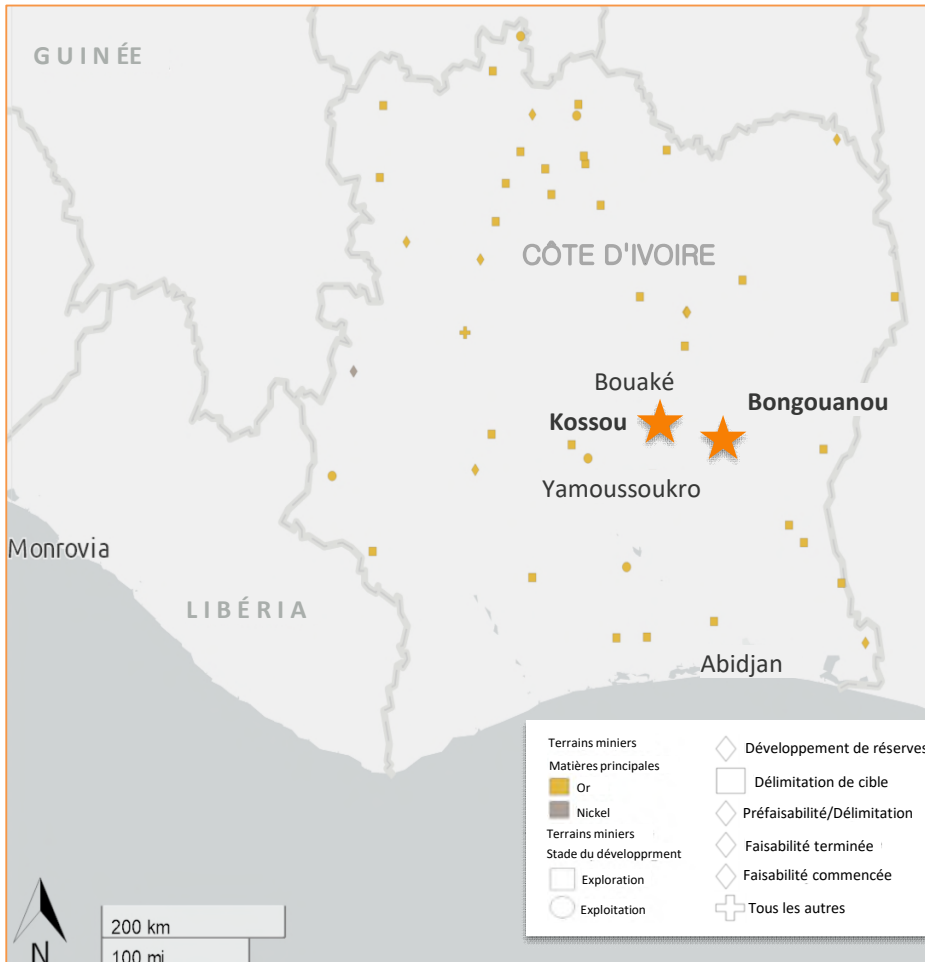 GUINÉE
CÔTE D'IVOIRE
Bouaké
Kossou
Bongouanou
Yamoussoukro
Monrovia
LIBÉRIA
Abidjan
Terrains miniers
Matières principales
Or
Nickel
Terrains miniers
Stade du développrment
Exploration
Exploitation
Développement de réserves
Délimitation de cible
Préfaisabilité/Délimitation
Faisabilité terminée
Faisabilité commencée
Tous les autres
N
200 km
100 mi